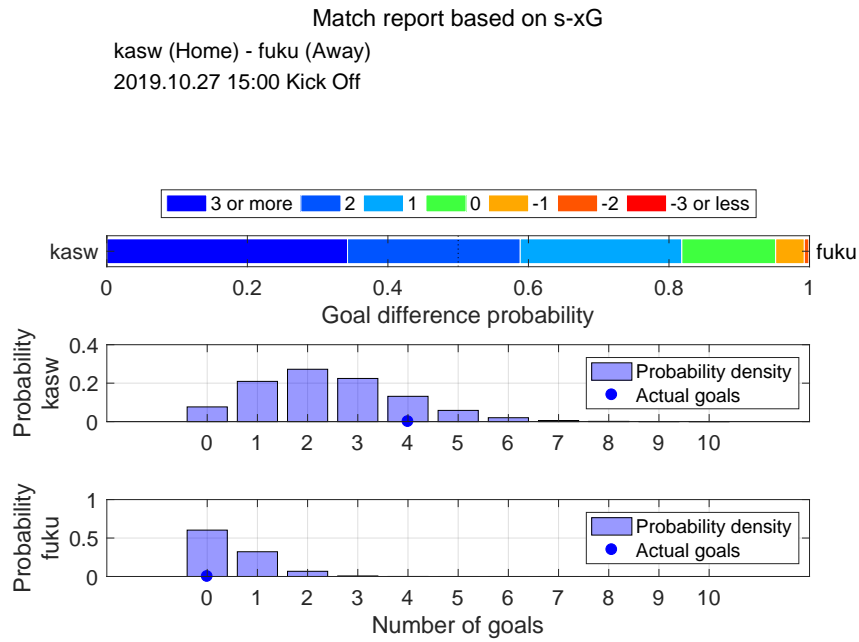 Match report based on s-xG
kasw (Home) - fuku (Away)
2019.10.27 15:00 Kick Off
3 or more 2 1 0 -1 -2 -3 or less
kasw fuku
0 0.2 0.4 0.6 0.8 1
Goal difference probability
Probability
kasw
0.4
0.2
0
Probability density
Actual goals
0 1 2 3 4 5 6 7 8 9 10
Probability
fuku
1
0.5
0
Probability density
Actual goals
0 1 2 3 4 5 6 7 8 9 10
Number of goals